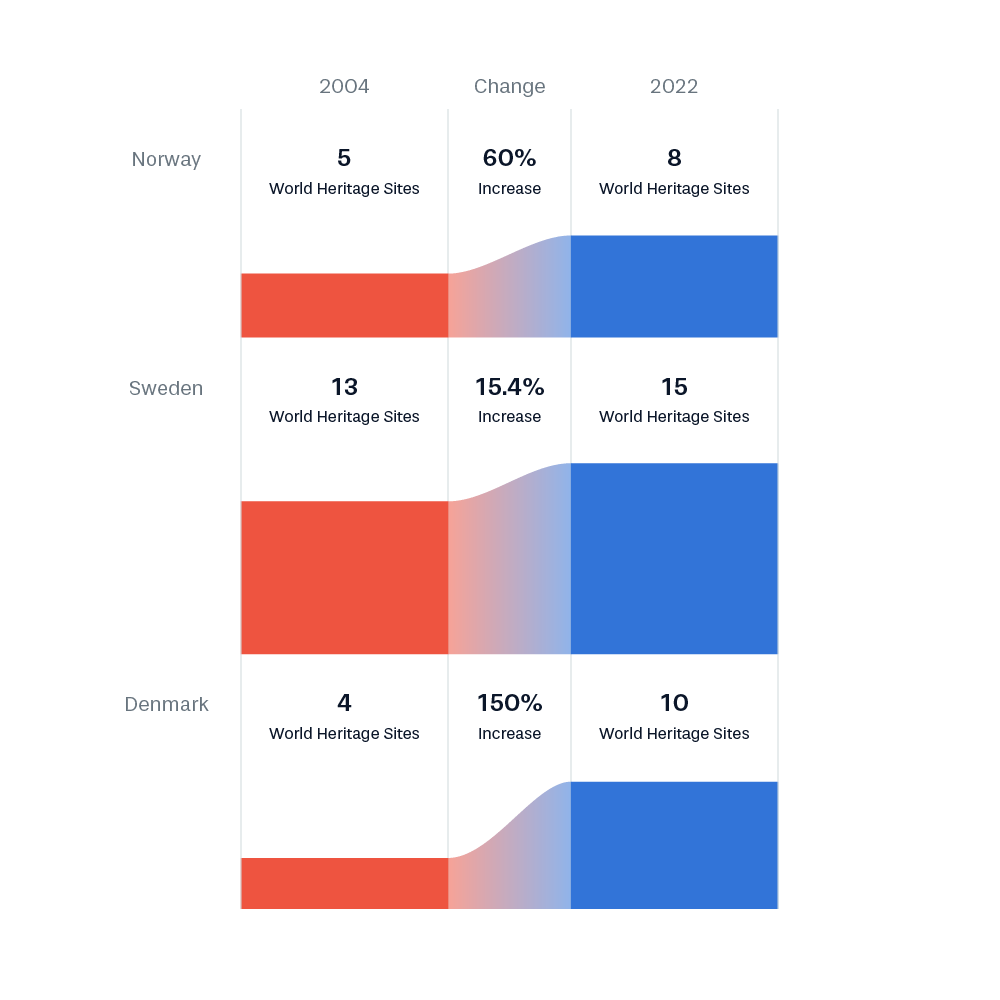 2004 Change 2022
Norway 5 60% 8
World Heritage Sites Increase World Heritage Sites
Sweden 13 15.4% 15
World Heritage Sites Increase World Heritage Sites
Denmark 4 150% 10
World Heritage Sites Increase World Heritage Sites